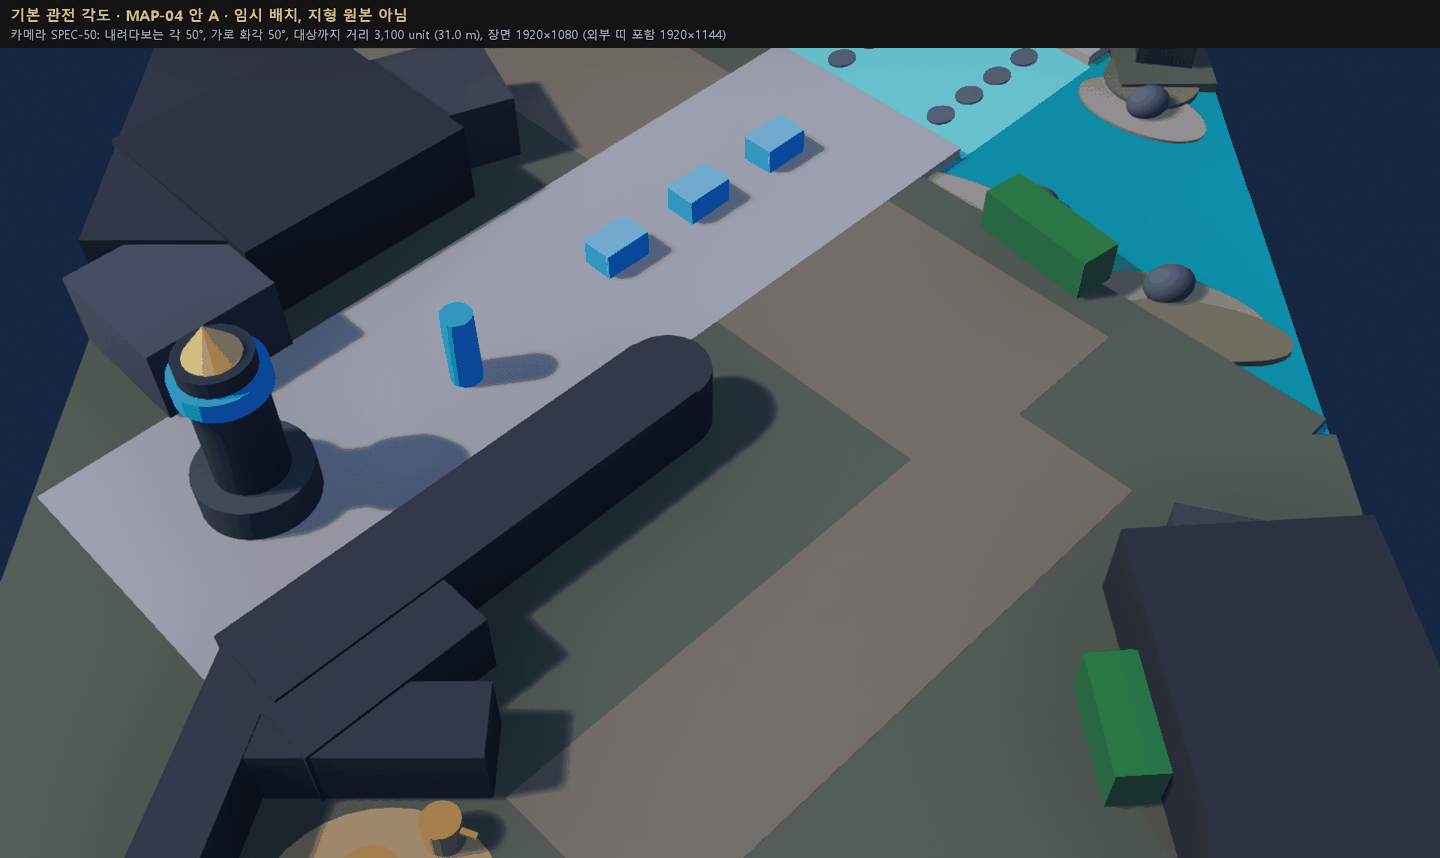 기본 관전 각도 · MAP-04 안 A · 임시 배치, 지형 원본 아님
카메라 SPEC-50: 내려다보는 각 50°, 가로 화각 50°, 대상까지 거리 3,100 unit (31.0 m), 장면 1920×1080 (외부 띠 포함 1920×1144)